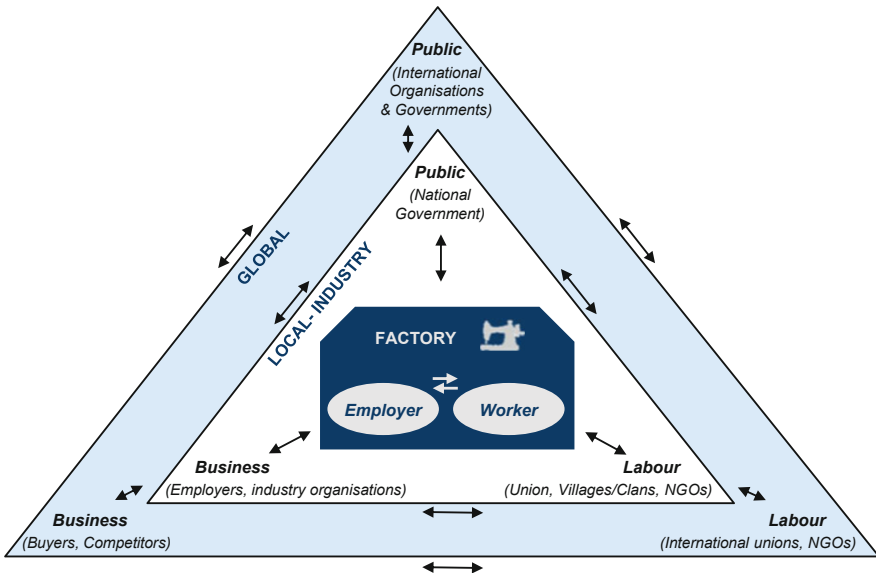 Public
(International
Organisations
& Governments)
Public
(National
Government)
GLOBAL
LOCAL- INDUSTRY
FACTORY
Employer
Worker
Business
(Employers, industry organisations)
Labour
(Union, Villages/Clans, NGOs)
Business
(Buyers, Competitors)
Labour
(International unions, NGOs)